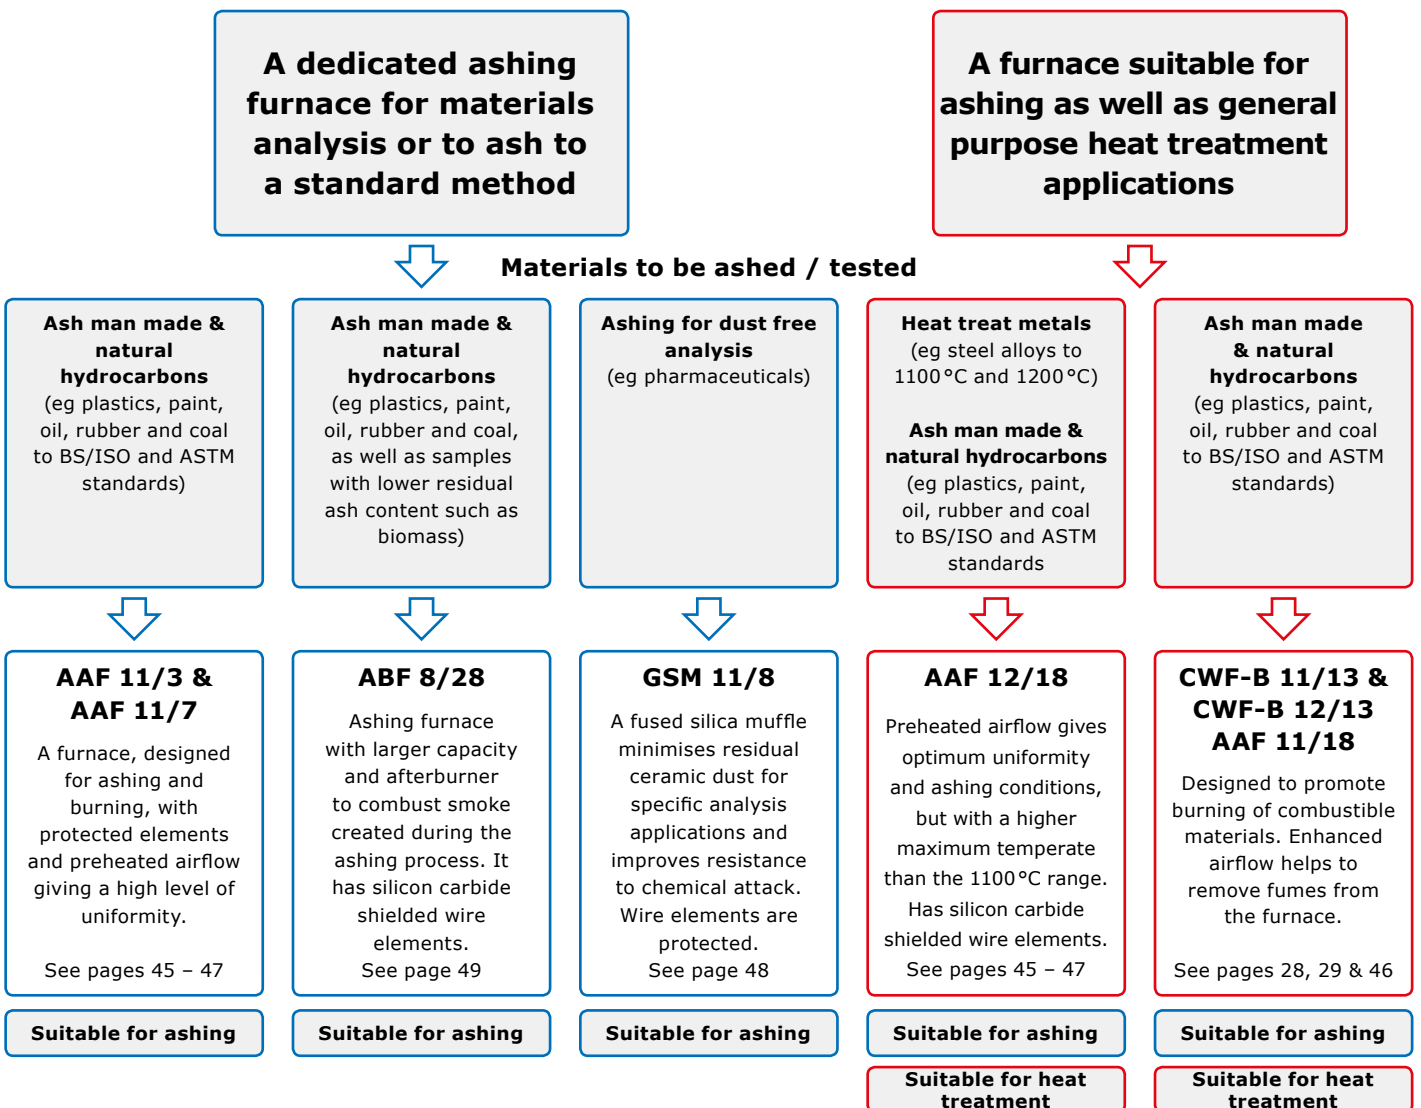 A dedicated ashing
furnace for materials
analysis or to ash to
a standard method
A furnace suitable for
ashing as well as general
purpose heat treatment
applications
Materials to be ashed / tested
Ash man made &
natural
hydrocarbons
(eg plastics, paint,
oil, rubber and coal
to BS/ISO and ASTM
standards)
Ash man made &
natural
hydrocarbons
(eg plastics, paint,
oil, rubber and coal,
as well as samples
with lower residual
ash content such as
biomass)
Ashing for dust free
analysis
(eg pharmaceuticals)
Heat treat metals
(eg steel alloys to
1100°C and 1200°C)
Ash man made &
natural hydrocarbons
(eg plastics, paint,
oil, rubber and coal
to BS/ISO and ASTM
standards
Ash man made
& natural
hydrocarbons
(eg plastics, paint,
oil, rubber and coal
to BS/ISO and ASTM
standards)
AAF 11/3 &
AAF 11/7
A furnace, designed
for ashing and
burning, with
protected elements
and preheated airflow
giving a high level of
uniformity.
See pages 45 – 47
ABF 8/28
Ashing furnace
with larger capacity
and afterburner
to combust smoke
created during the
ashing process. It
has silicon carbide
shielded wire
elements.
See page 49
GSM 11/8
A fused silica muffle
minimises residual
ceramic dust for
specific analysis
applications and
improves resistance
to chemical attack.
Wire elements are
protected.
See page 48
AAF 12/18
Preheated airflow gives
optimum uniformity
and ashing conditions,
but with a higher
maximum temperate
than the 1100°C range.
Has silicon carbide
shielded wire elements.
See pages 45 – 47
CWF-B 11/13 &
CWF-B 12/13
AAF 11/18
Designed to promote
burning of combustible
materials. Enhanced
airflow helps to
remove fumes from
the furnace.
See pages 28, 29 & 46
Suitable for ashing
Suitable for ashing
Suitable for ashing
Suitable for ashing
Suitable for ashing
Suitable for heat
treatment
Suitable for heat
treatment